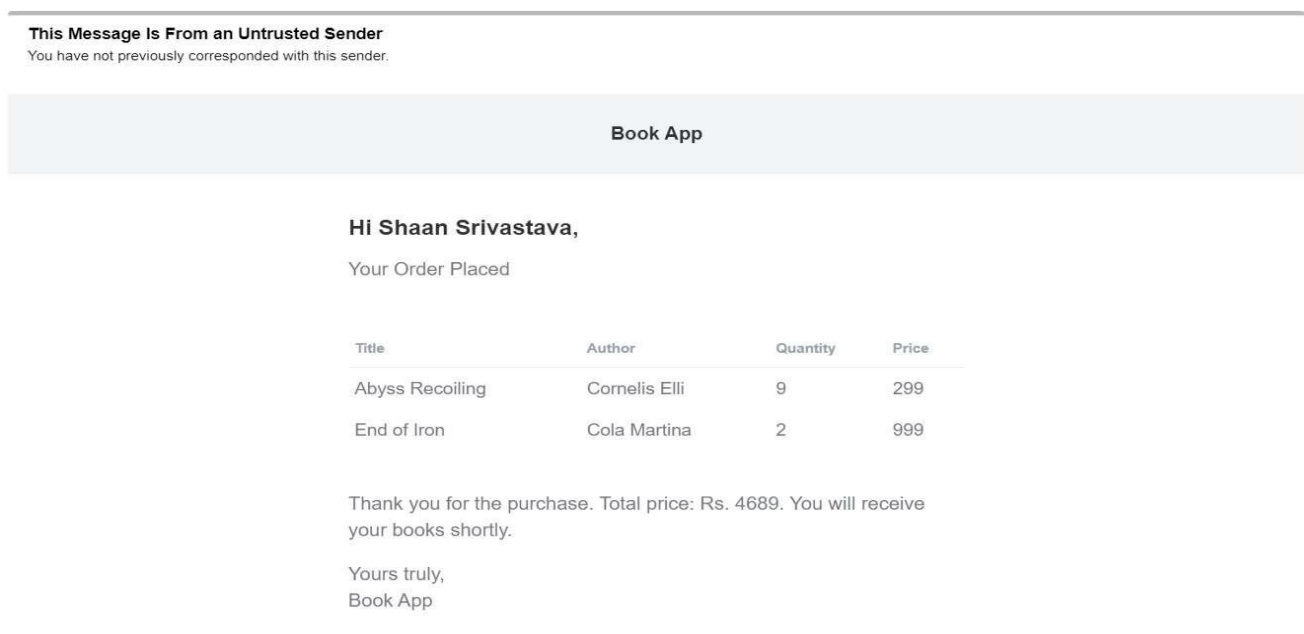 This Message Is From an Untrusted Sender
You have not previously corresponded with this sender.
Book App
Hi Shaan Srivastava,
Your Order Placed
Title Author Quantity Price
Abyss Recoiling Cornelis Elli 9 299
End of Iron Cola Martina 2 999
Thank you for the purchase. Total price: Rs. 4689. You will receive
your books shortly.
Yours truly,
Book App